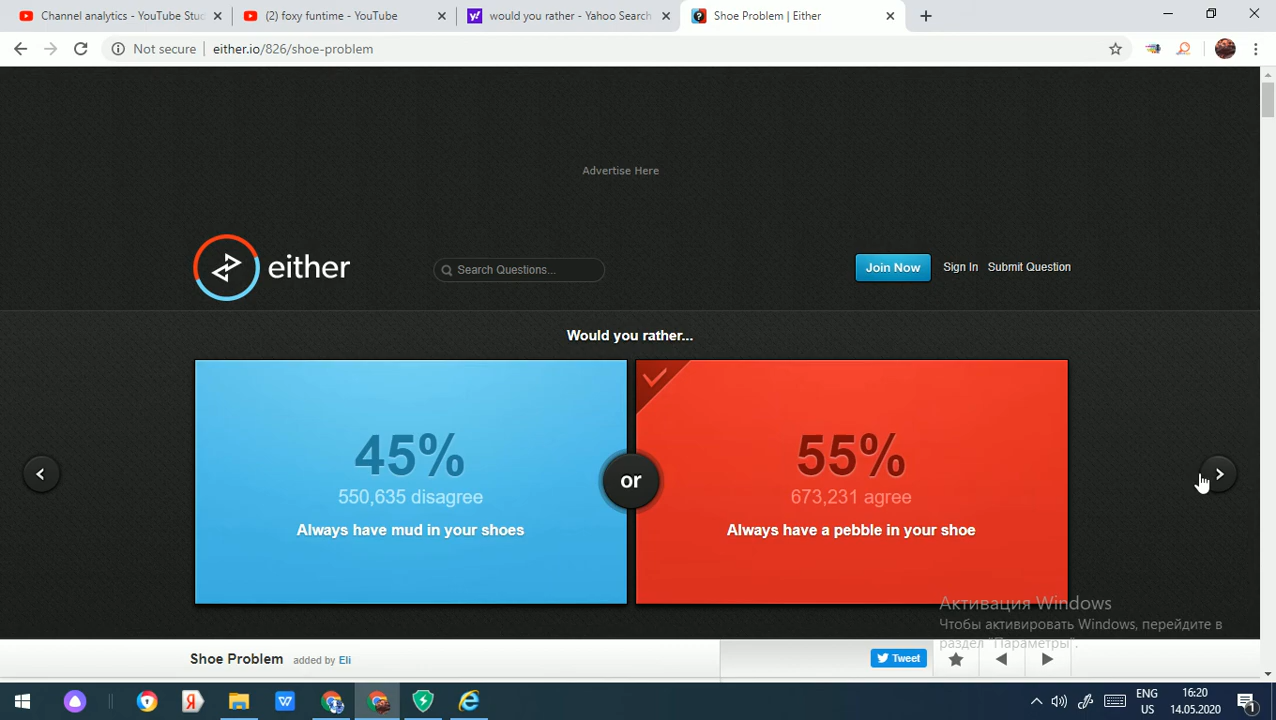 Channel analytics - YouTube Stu
(2) foxy funtime - YouTube
would you rather - Yahoo Search
Shoe Problem | Either
Not secure
either.io/826/shoe-problem
Advertise Here
either
Search Questions...
Join Now
Sign In
Submit Question
Would you rather...
45%
550,635 disagree
Always have mud in your shoes
or
55%
673,231 agree
Always have a pebble in your shoe
Активация Windows
Чтобы активировать Windows, перейдите в
раздел "Параметры".
Shoe Problem added by Eli
Tweet
ENG
US
16:20
14.05.2020
1